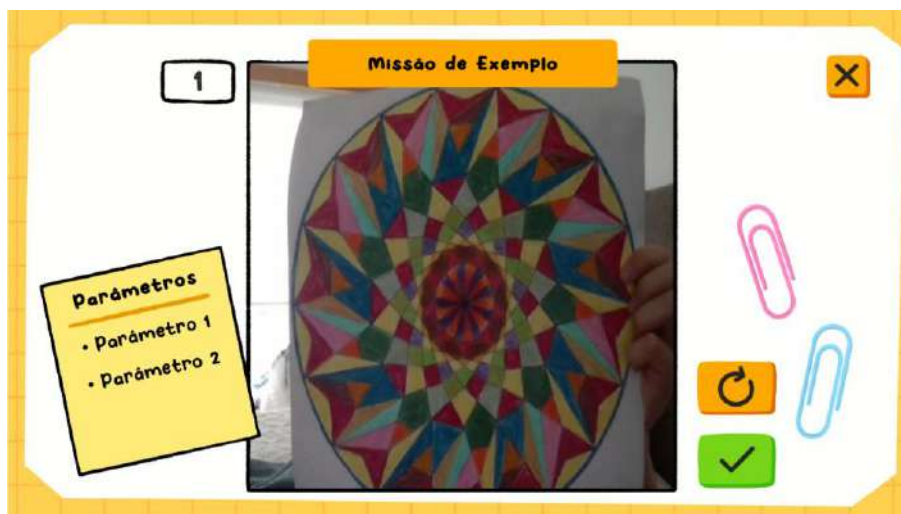 Missão de Exemplo
1
Parâmetros
• Parâmetro 1
• Parâmetro 2